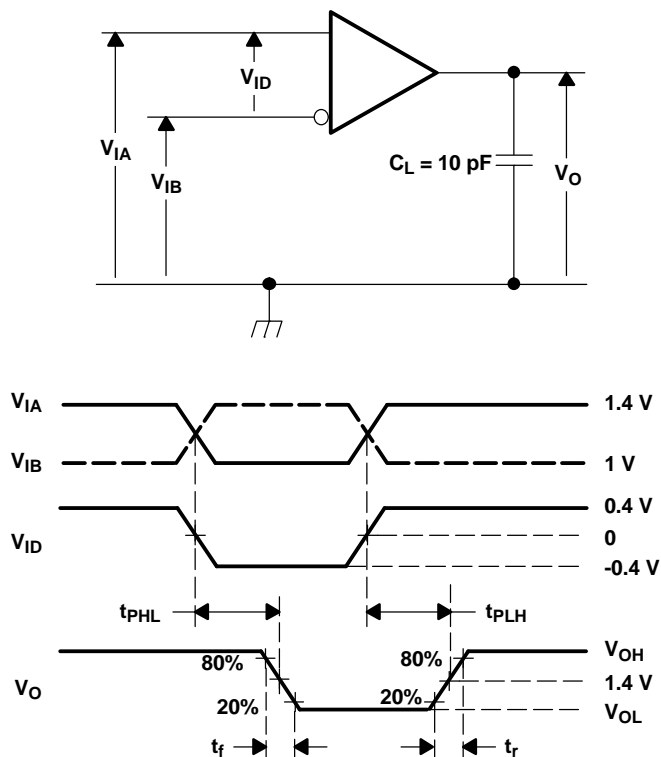 V_ID
V_IA
V_IB
C_L = 10 pF
V_O
V_IA
1.4 V
V_IB
1 V
0.4 V
V_ID
0
-0.4 V
t_PHL
t_PLH
V_OH
80%
80%
V_O
1.4 V
20%
20%
V_OL
t_f
t_r